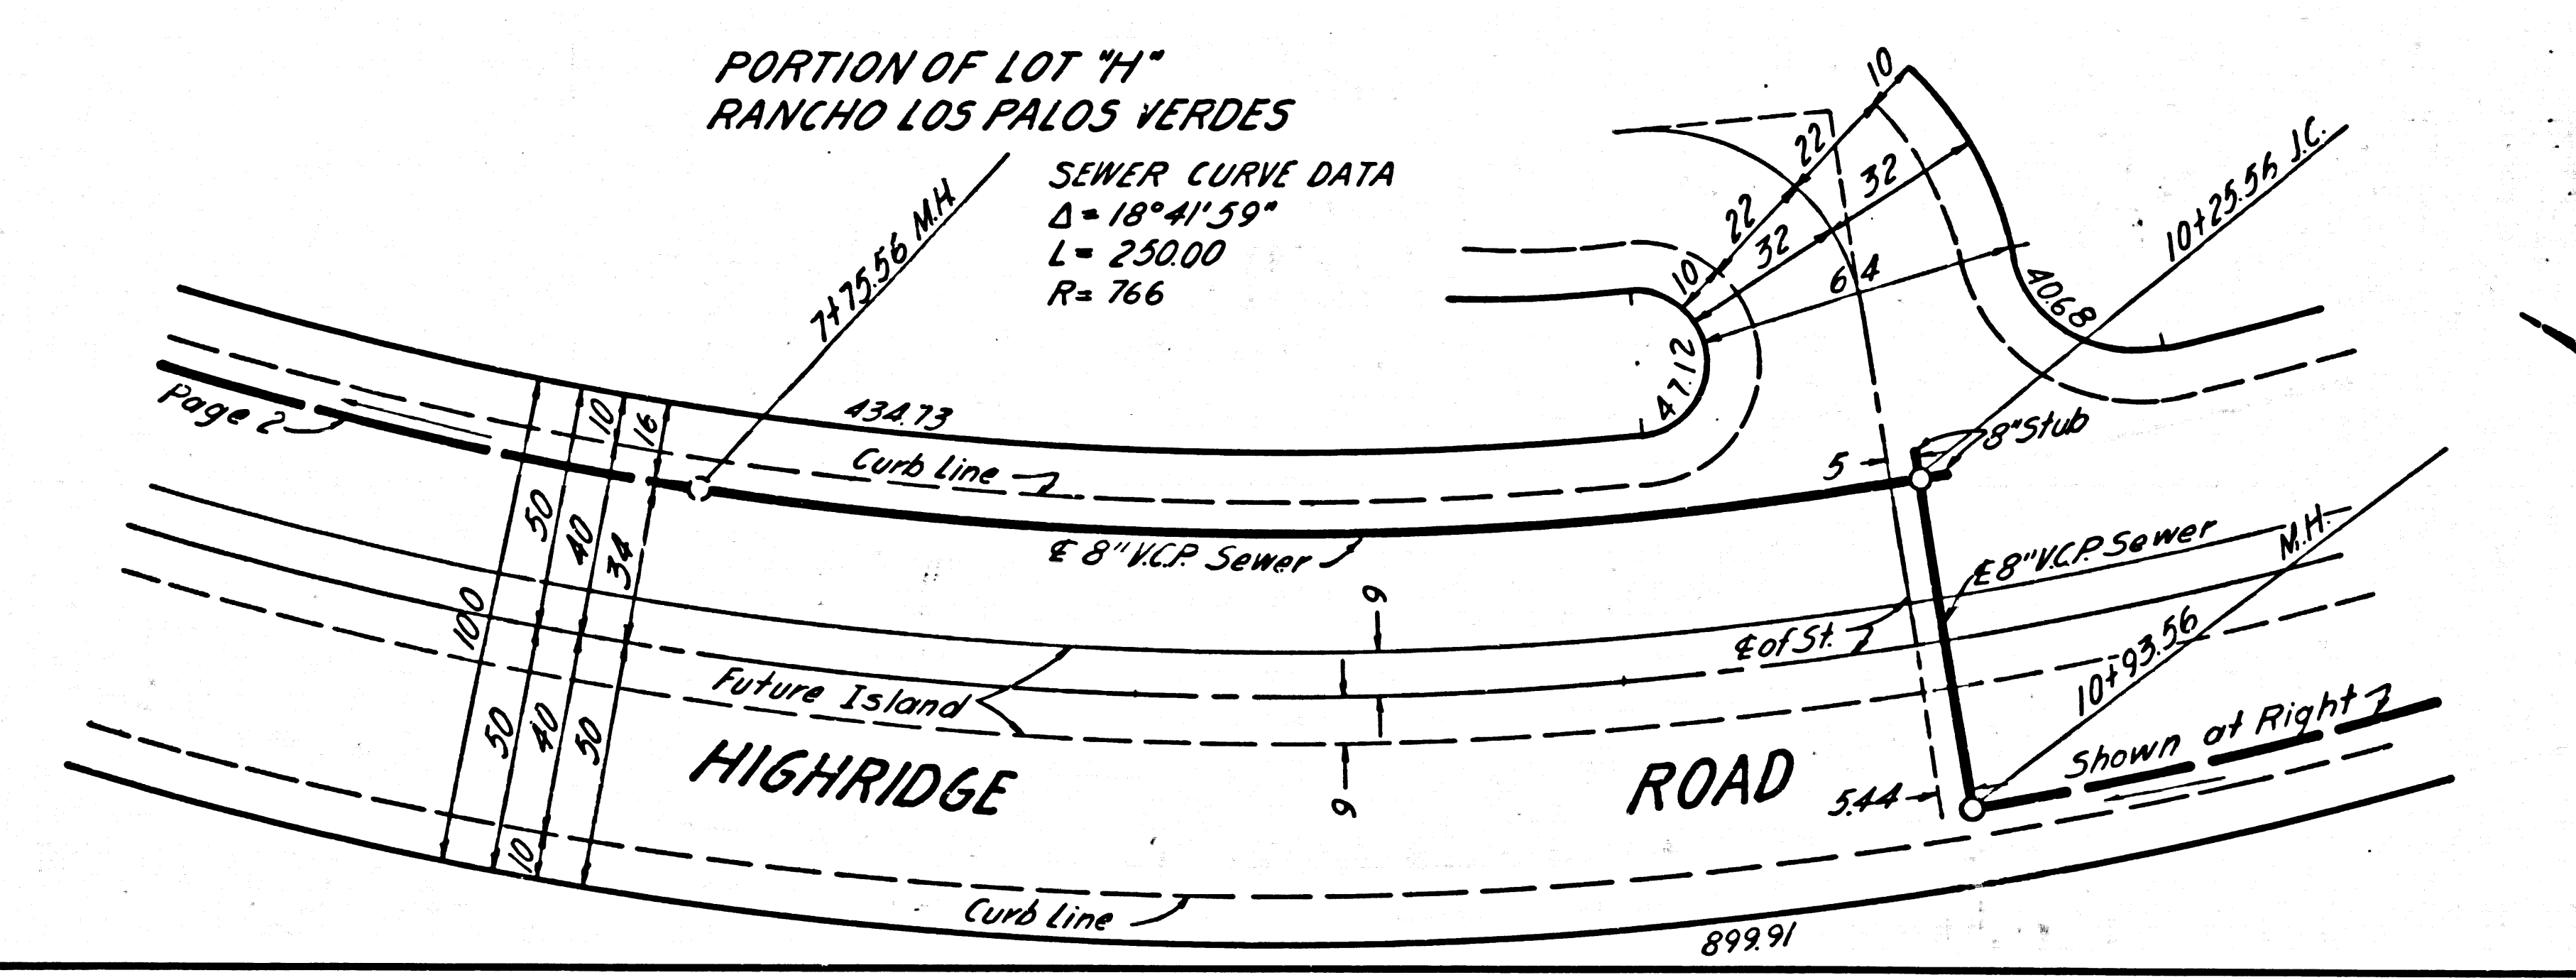 PORTION OF LOT "H"
RANCHO LOS PALOS VERDES
SEWER CURVE DATA
Δ = 18°41'59"
L = 250.00
R = 766
7+75.56 M.H.
10
22
22
32
32
10
64
40.68
10+25.56 J.C.
47.12
434.73
Page 2
10
16
Curb Line
5
8" Stub
50
40
34
℄ 8" V.C.P. Sewer
℄ 8" V.C.P. Sewer
M.H.
10+93.56
100
9
℄ of St.
Future Island
50
40
50
9
HIGHRIDGE ROAD
5.44
Shown at Right
10
Curb Line
899.91